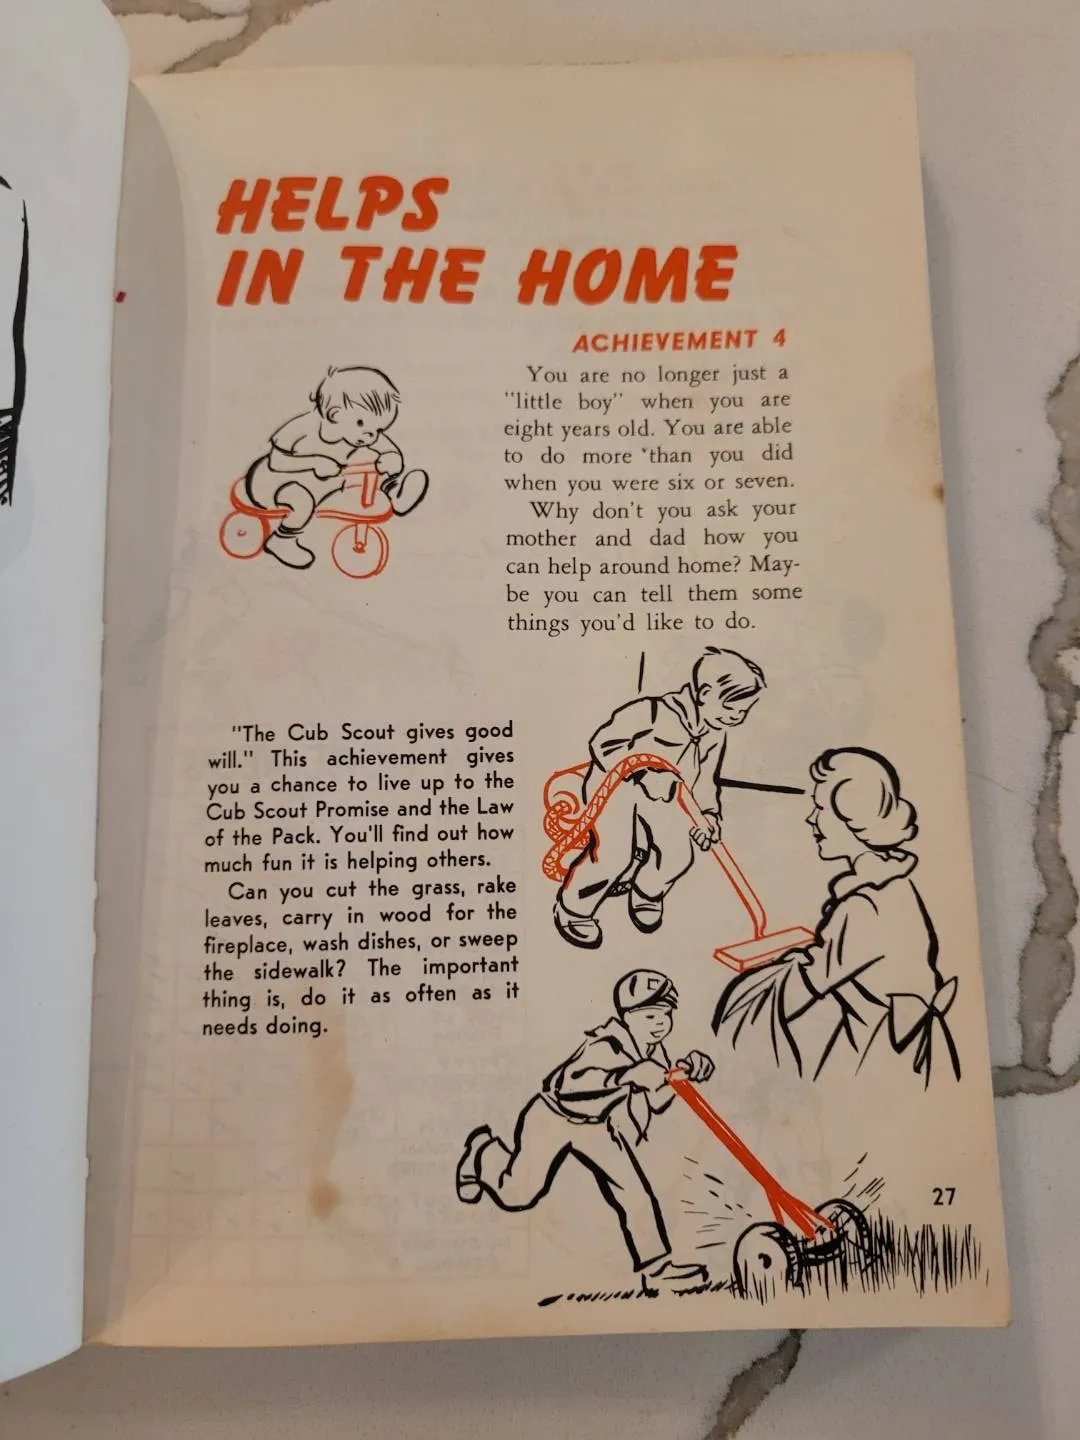 HELPS
IN THE HOME
ACHIEVEMENT 4
You are no longer just a
"little boy" when you are
eight years old. You are able
to do more than you did
when you were six or seven.
Why don't you ask your
mother and dad how you
can help around home? May-
be you can tell them some
things you'd like to do.
"The Cub Scout gives good
will." This achievement gives
you a chance to live up to the
Cub Scout Promise and the Law
of the Pack. You'll find out how
much fun it is helping others.
Can you cut the grass, rake
leaves, carry in wood for the
fireplace, wash dishes, or sweep
the sidewalk? The important
thing is, do it as often as it
needs doing.
27